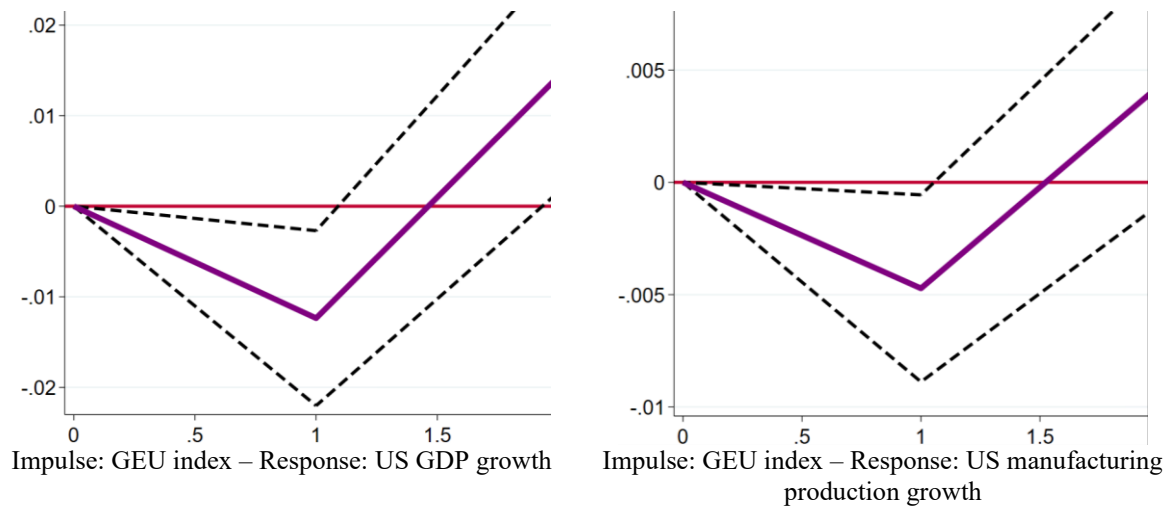 .02
.01
0
-.01
-.02
0 .5 1 1.5
Impulse: GEU index – Response: US GDP growth
.005
0
-.005
-.01
0 .5 1 1.5
Impulse: GEU index – Response: US manufacturing
production growth